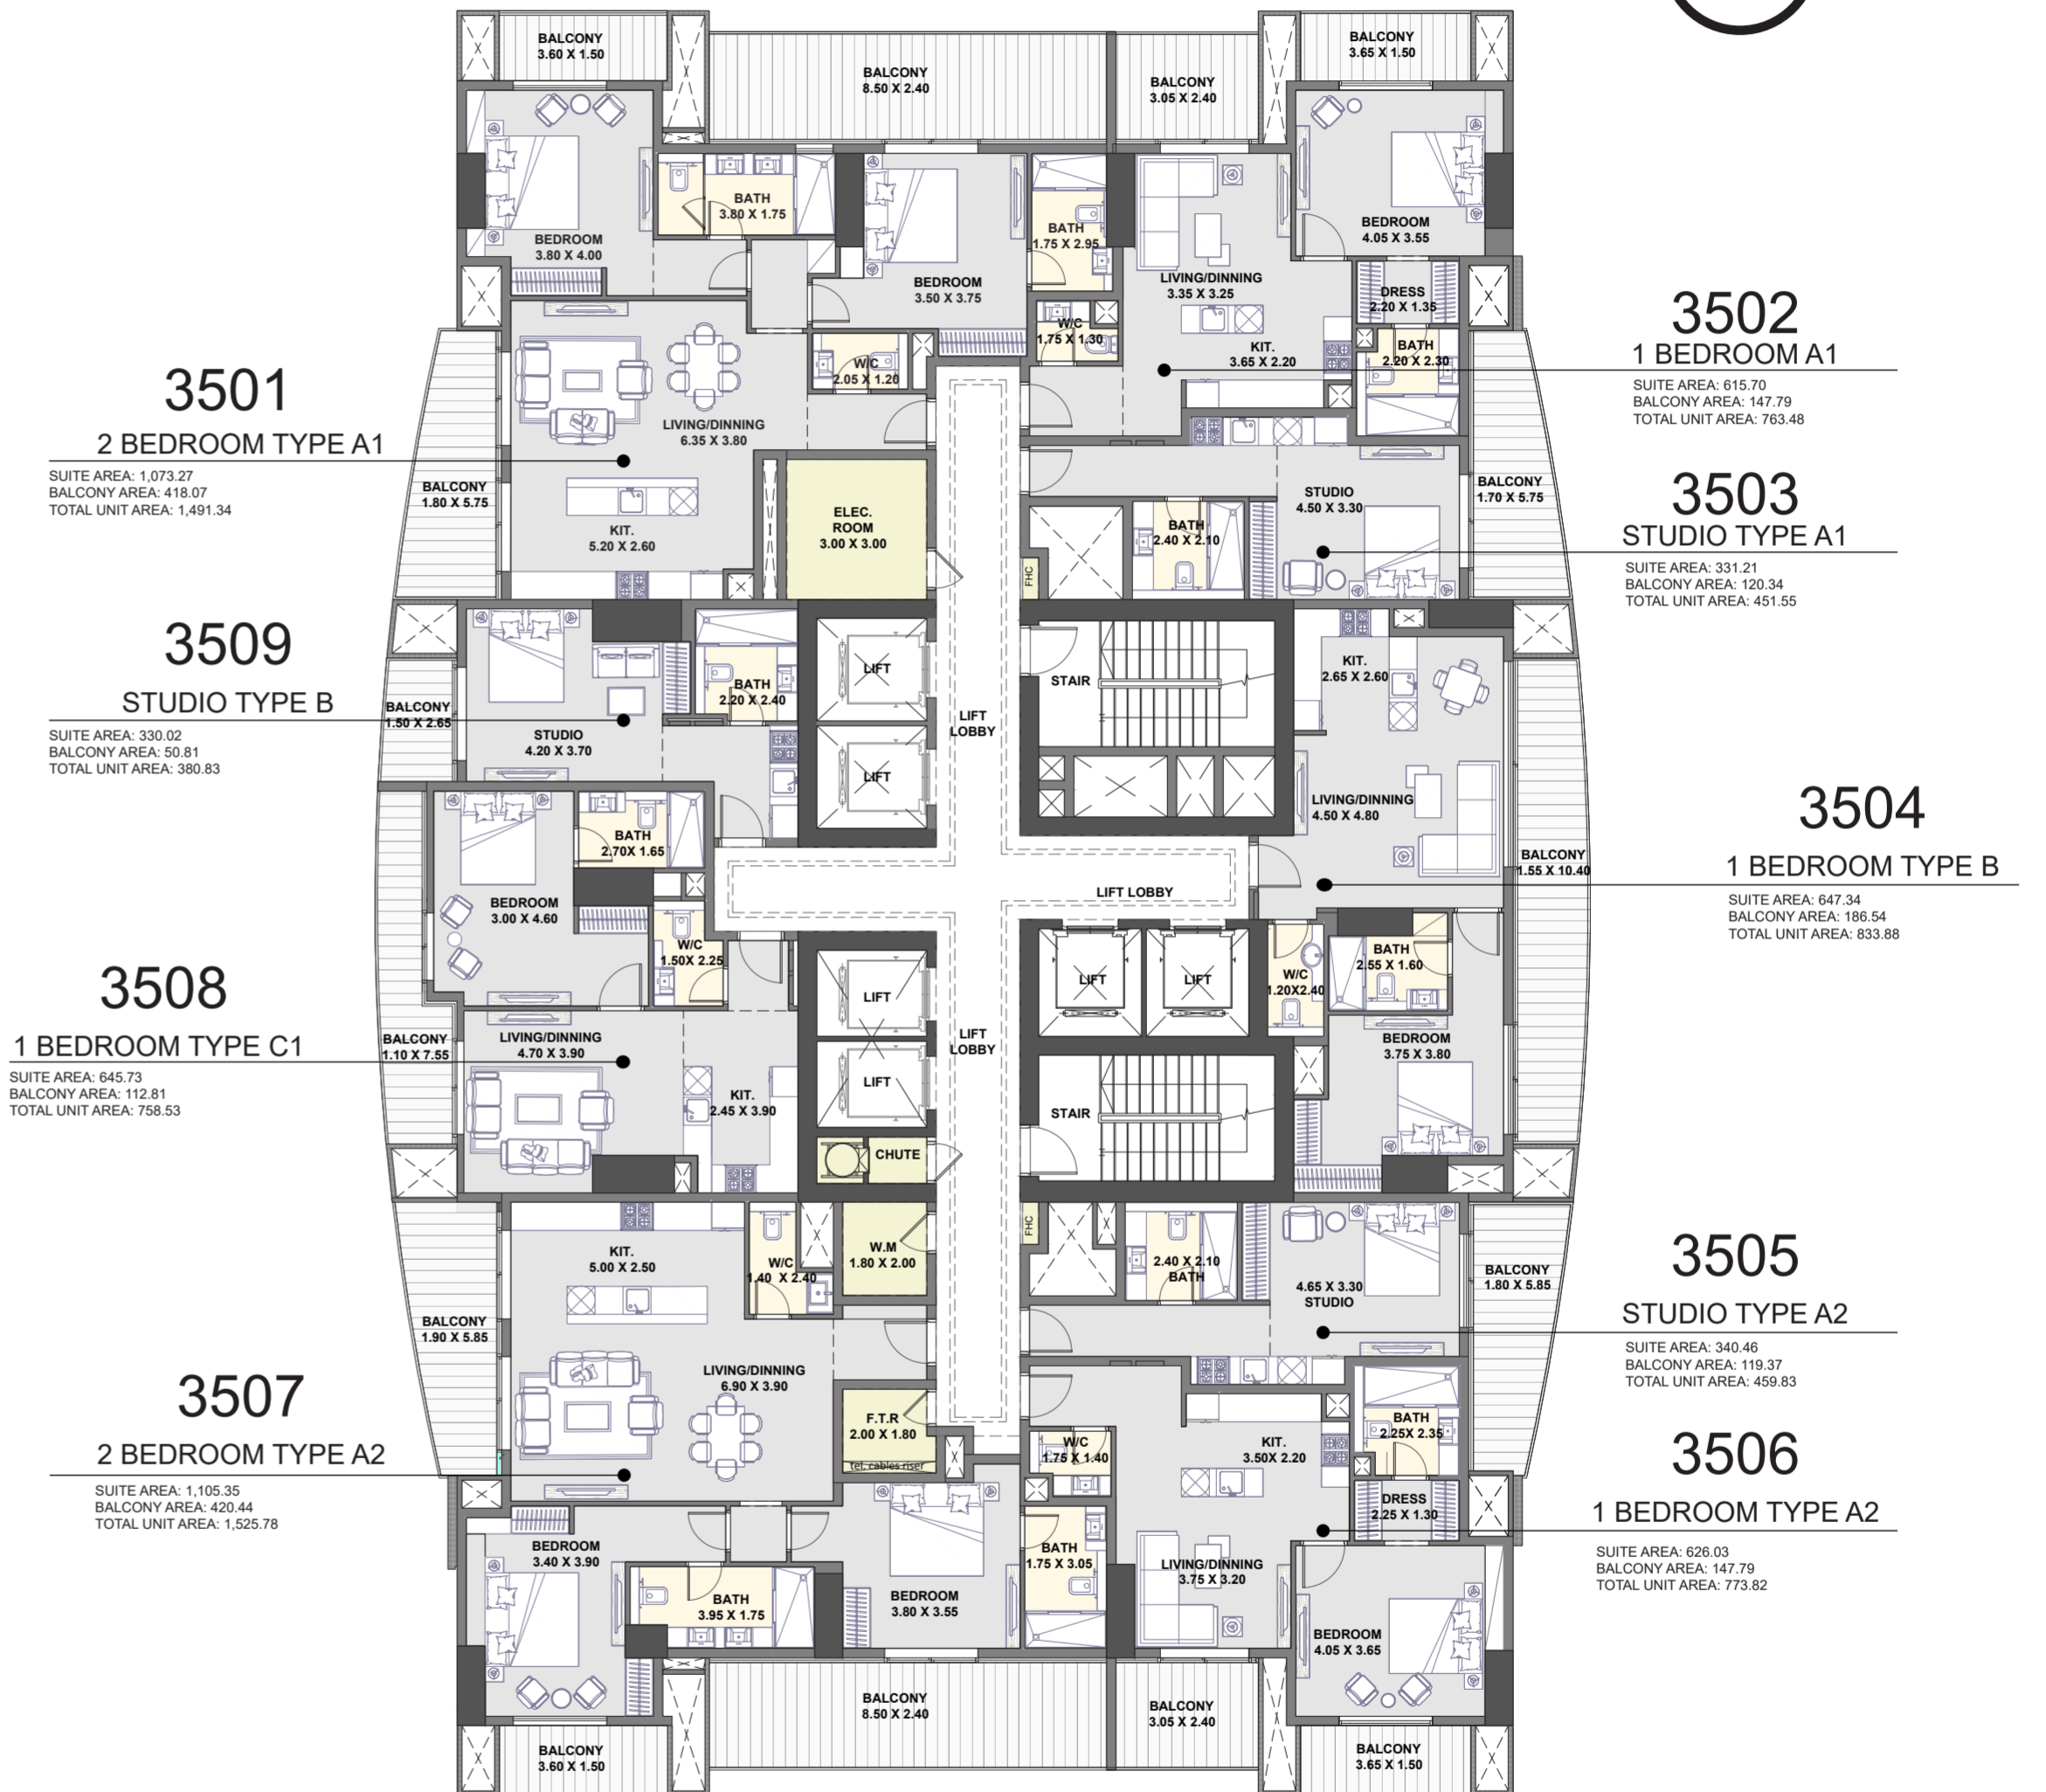 BALCONY
3.60 X 1.50
BALCONY
8.50 X 2.40
BALCONY
3.05 X 2.40
BALCONY
3.65 X 1.50
BEDROOM
3.80 X 4.00
BATH
3.80 X 1.75
BEDROOM
3.50 X 3.75
BATH
1.75 X 2.95
LIVING/DINNING
3.35 X 3.25
BEDROOM
4.05 X 3.55
DRESS
2.20 X 1.35
W/C
1.75 X 1.30
KIT.
3.65 X 2.20
BATH
2.20 X 2.30
W/C
2.05 X 1.20
3502
1 BEDROOM A1
SUITE AREA: 615.70
BALCONY AREA: 147.79
TOTAL UNIT AREA: 763.48
3501
2 BEDROOM TYPE A1
SUITE AREA: 1,073.27
BALCONY AREA: 418.07
TOTAL UNIT AREA: 1,491.34
LIVING/DINNING
6.35 X 3.80
BALCONY
1.80 X 5.75
KIT.
5.20 X 2.60
ELEC.
ROOM
3.00 X 3.00
FHC
BATH
2.40 X 2.10
STUDIO
4.50 X 3.30
BALCONY
1.70 X 5.75
3503
STUDIO TYPE A1
SUITE AREA: 331.21
BALCONY AREA: 120.34
TOTAL UNIT AREA: 451.55
3509
STUDIO TYPE B
SUITE AREA: 330.02
BALCONY AREA: 50.81
TOTAL UNIT AREA: 380.83
BALCONY
1.50 X 2.65
STUDIO
4.20 X 3.70
BATH
2.20 X 2.40
LIFT
LIFT
LIFT
LOBBY
STAIR
KIT.
2.65 X 2.60
LIVING/DINNING
4.50 X 4.80
BALCONY
1.55 X 10.40
3504
1 BEDROOM TYPE B
SUITE AREA: 647.34
BALCONY AREA: 186.54
TOTAL UNIT AREA: 833.88
BATH
2.70X 1.65
BEDROOM
3.00 X 4.60
W/C
1.50X 2.25
LIFT LOBBY
LIFT
LIFT
W/C
1.20X2.40
BATH
2.55 X 1.60
BEDROOM
3.75 X 3.80
3508
1 BEDROOM TYPE C1
SUITE AREA: 645.73
BALCONY AREA: 112.81
TOTAL UNIT AREA: 758.53
BALCONY
1.10 X 7.55
LIVING/DINNING
4.70 X 3.90
KIT.
2.45 X 3.90
LIFT
LIFT
LIFT
LOBBY
STAIR
CHUTE
KIT.
5.00 X 2.50
W/C
1.40 X 2.40
W.M
1.80 X 2.00
FHC
2.40 X 2.10
BATH
4.65 X 3.30
STUDIO
BALCONY
1.80 X 5.85
3505
STUDIO TYPE A2
SUITE AREA: 340.46
BALCONY AREA: 119.37
TOTAL UNIT AREA: 459.83
BALCONY
1.90 X 5.85
LIVING/DINNING
6.90 X 3.90
F.T.R
2.00 X 1.80
tel. cables riser
3507
2 BEDROOM TYPE A2
SUITE AREA: 1,105.35
BALCONY AREA: 420.44
TOTAL UNIT AREA: 1,525.78
W/C
1.75 X 1.40
KIT.
3.50X 2.20
BATH
2.25X 2.35
DRESS
2.25 X 1.30
3506
1 BEDROOM TYPE A2
SUITE AREA: 626.03
BALCONY AREA: 147.79
TOTAL UNIT AREA: 773.82
BEDROOM
3.40 X 3.90
BATH
3.95 X 1.75
BEDROOM
3.80 X 3.55
BATH
1.75 X 3.05
LIVING/DINNING
3.75 X 3.20
BEDROOM
4.05 X 3.65
BALCONY
8.50 X 2.40
BALCONY
3.05 X 2.40
BALCONY
3.60 X 1.50
BALCONY
3.65 X 1.50